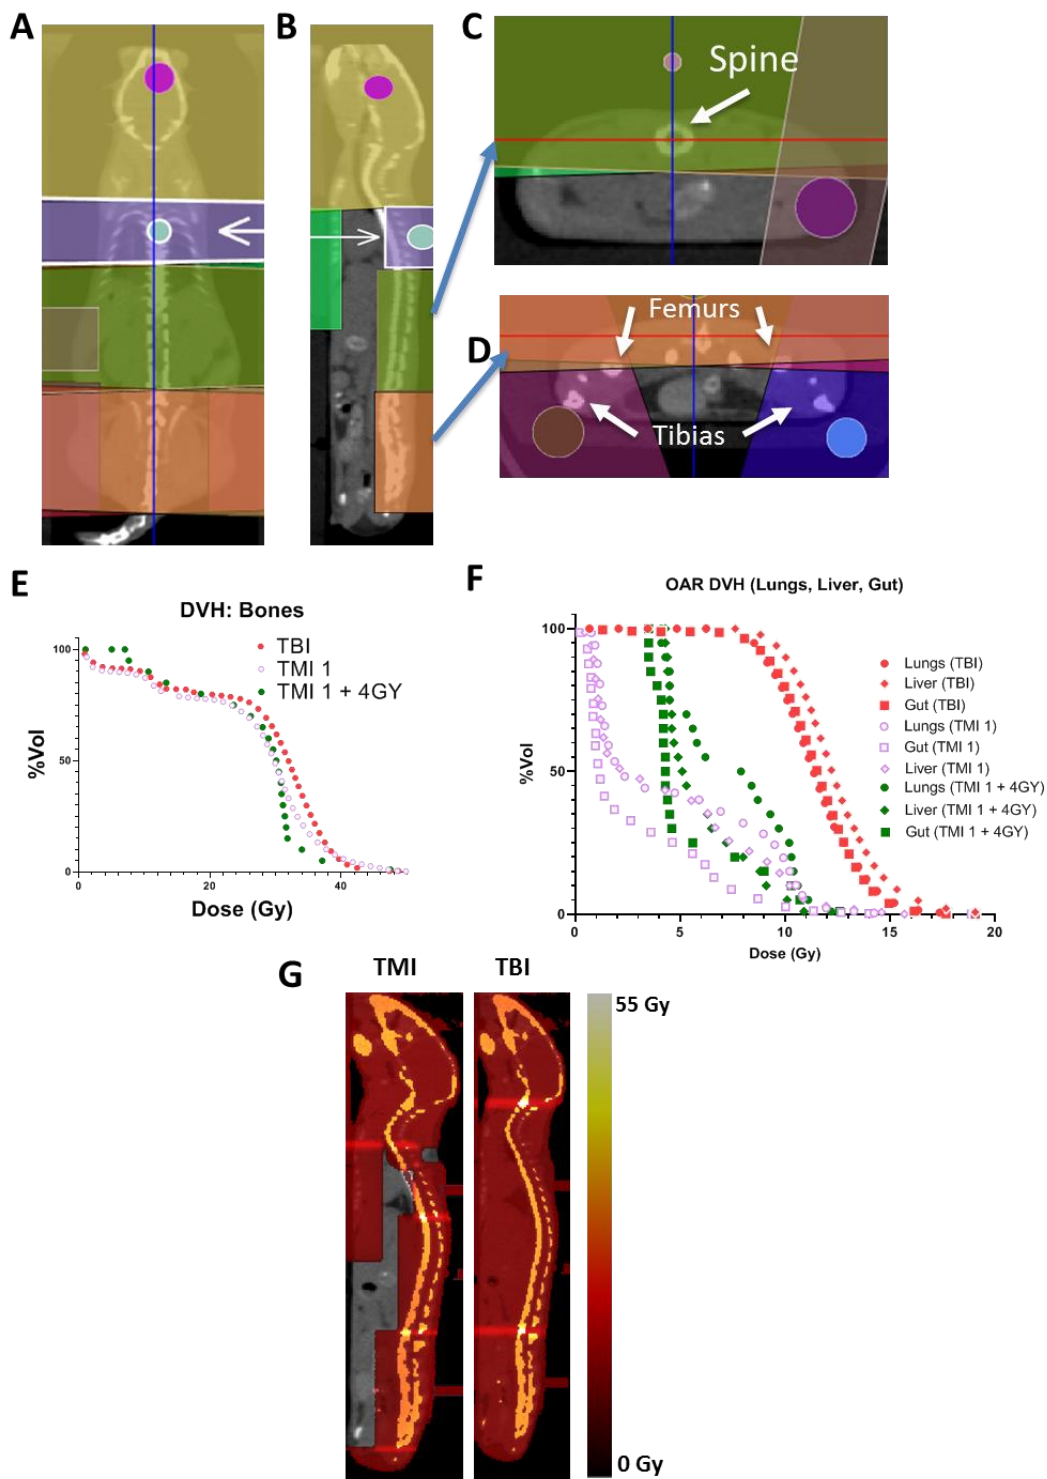 A
B
C
Spine
Femurs
D
Tibias
E
DVH: Bones
TBI
TMI 1
TMI 1 + 4GY
%Vol
100
50
0
0
20
40
Dose (Gy)
F
OAR DVH (Lungs, Liver, Gut)
%Vol
100
50
0
0
5
10
15
20
Dose (Gy)
Lungs (TBI)
Liver (TBI)
Gut (TBI)
Lungs (TMI 1)
Gut (TMI 1)
Liver (TMI 1)
Lungs (TMI 1 + 4GY)
Liver (TMI 1 + 4GY)
Gut (TMI 1 + 4GY)
G
TMI
TBI
55 Gy
0 Gy